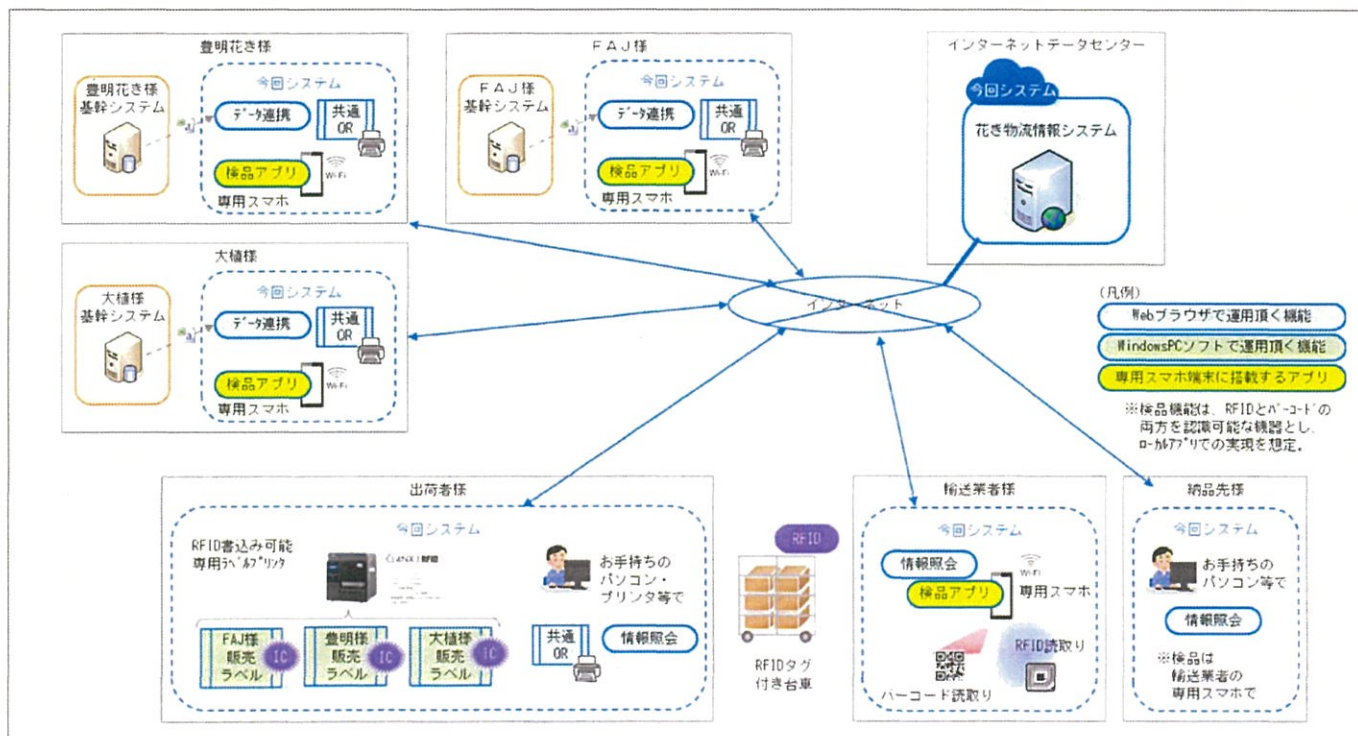 豊明花き様
豊明花き様
基幹システム
今回システム
データ連携
共通
OR
検品アプリ
Wi-Fi
専用スマホ
FAJ様
FAJ様
基幹システム
今回システム
データ連携
共通
OR
検品アプリ
Wi-Fi
専用スマホ
インターネットデータセンター
今回システム
花き物流情報システム
大植様
大植様
基幹システム
今回システム
データ連携
共通
OR
検品アプリ
Wi-Fi
専用スマホ
インターネット
(凡例)
Webブラウザで運用頂く機能
WindowsPCソフトで運用頂く機能
専用スマホ端末に搭載するアプリ
※検品機能は、RFIDとバーコードの
両方を認識可能な機器とし、
ローカルアプリでの実現を想定。
出荷者様
今回システム
RFID書込み可能
専用ラベルプリンタ
お手持ちの
パソコン・
プリンタ等で
FAJ様
販売
ラベル
IC
豊明様
販売
ラベル
IC
大植様
販売
ラベル
IC
共通
OR
情報照会
RFID
RFIDタグ
付き台車
輸送業者様
今回システム
情報照会
検品アプリ
Wi-Fi
専用スマホ
RFID読取り
バーコード読取り
納品先様
今回システム
お手持ちの
パソコン等で
情報照会
※検品は
輸送業者の
専用スマホで